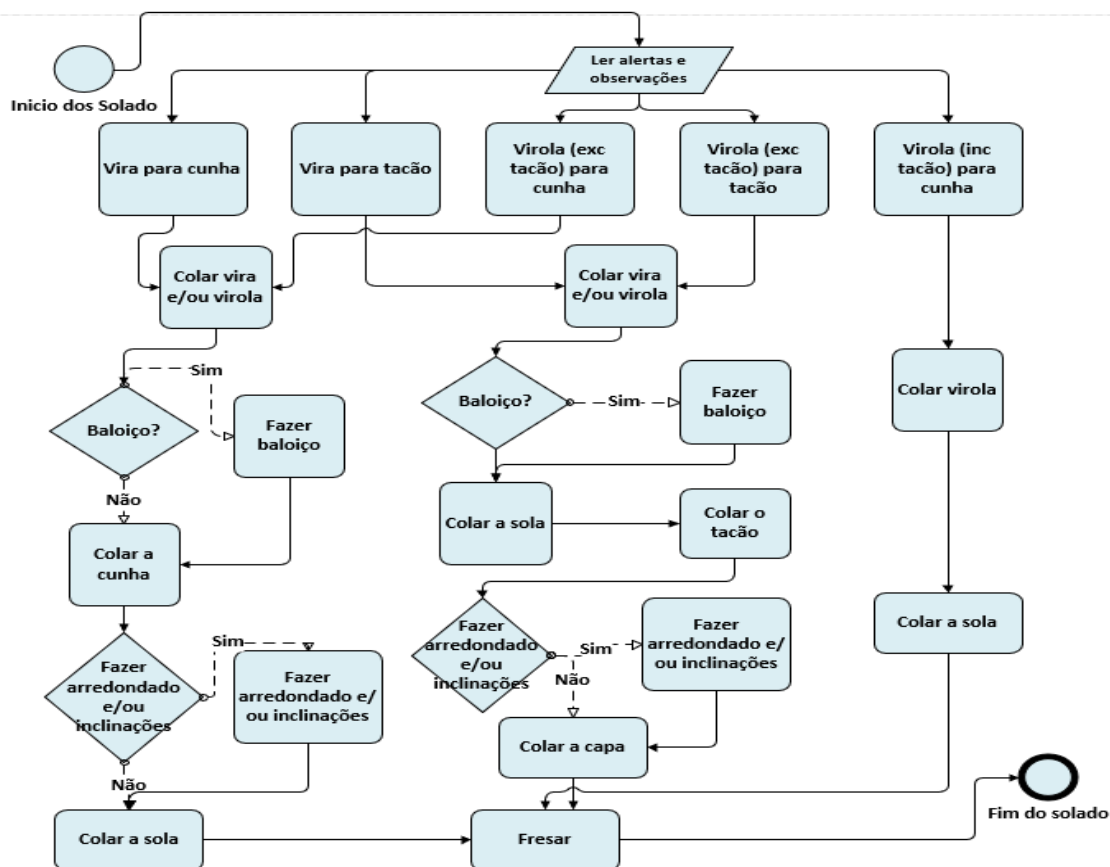 Ler alertas e
observações
Inicio dos Solado
Vira para cunha
Vira para tacão
Virola (exc
tacão) para
cunha
Virola (exc
tacão) para
tacão
Virola (inc
tacão) para
cunha
Colar vira
e/ou virola
Colar vira
e/ou virola
Colar virola
Sim
Baloiço?
Fazer
baloiço
Baloiço?
Sim
Fazer
baloiço
Não
Colar a
cunha
Colar a sola
Colar o
tacão
Fazer
arredondado
e/ou
inclinações
Sim
Fazer
arredondado e/
ou inclinações
Não
Fazer
arredondado
e/ou
inclinações
Sim
Fazer
arredondado e/
ou inclinações
Não
Colar a capa
Colar a sola
Colar a sola
Fresar
Fim do solado